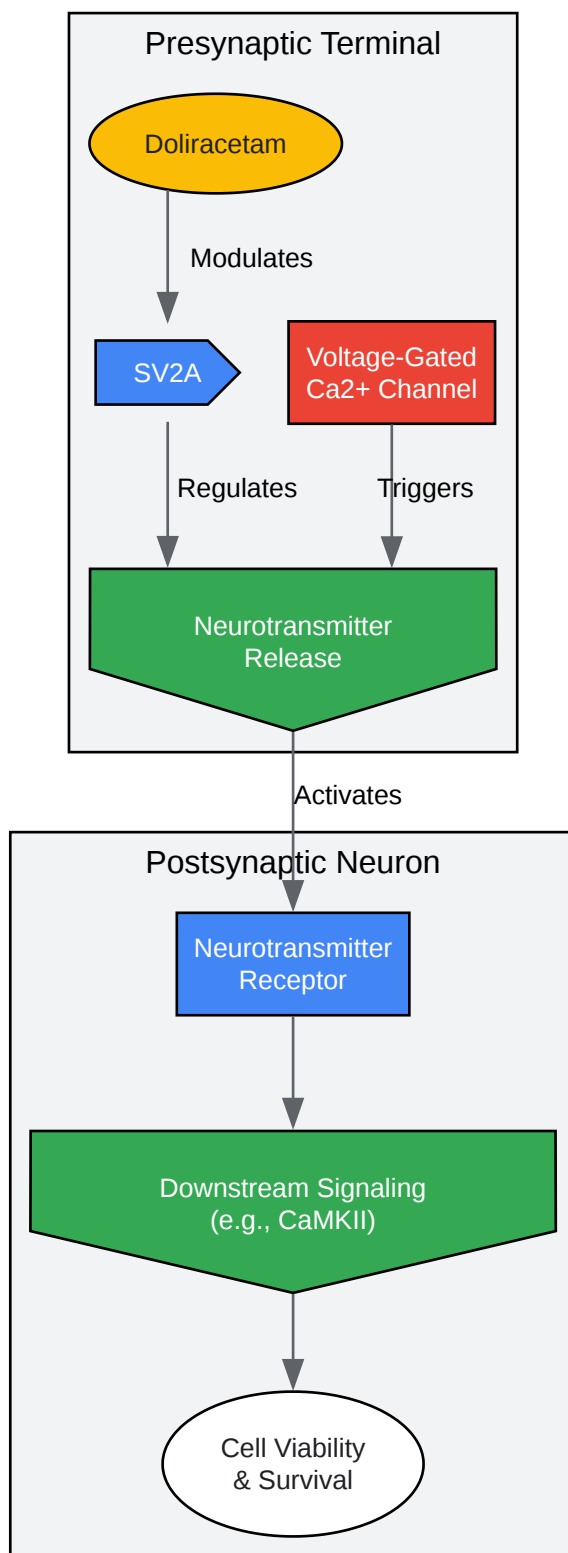 Presynaptic Terminal
Doliracetam
Modulates
SV2A
Voltage-Gated
Ca2+ Channel
Regulates
Triggers
Neurotransmitter
Release
Activates
Postsynaptic Neuron
Neurotransmitter
Receptor
Downstream Signaling
(e.g., CaMKII)
Cell Viability
& Survival